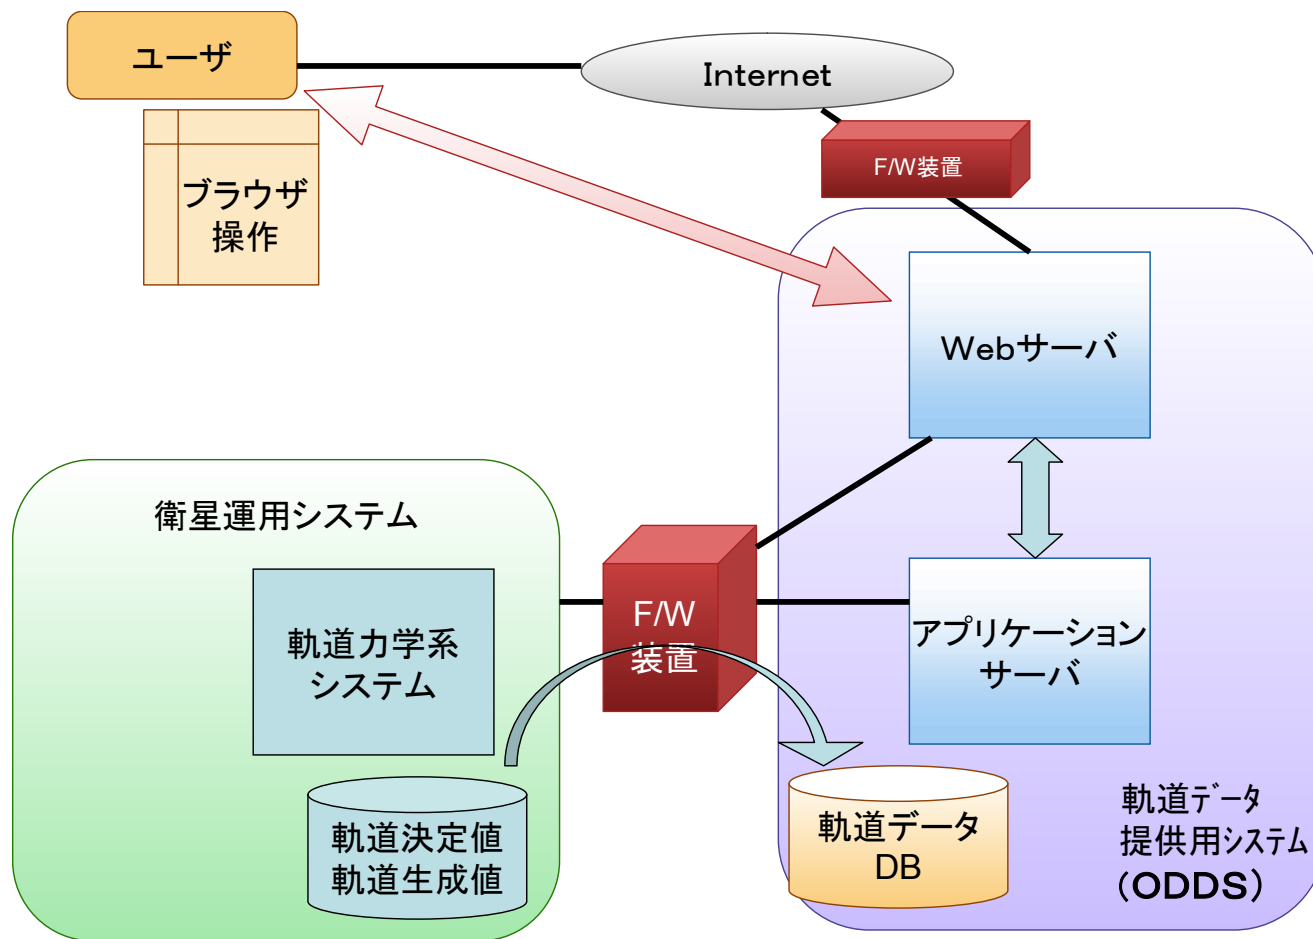 ユーザ
Internet
F/W装置
ブラウザ
操作
Webサーバ
衛星運用システム
F/W
装置
軌道力学系
システム
アプリケーション
サーバ
軌道決定値
軌道生成値
軌道データ
DB
軌道ﾃﾞｰﾀ
提供用ｼｽﾃﾑ
(ODDS)